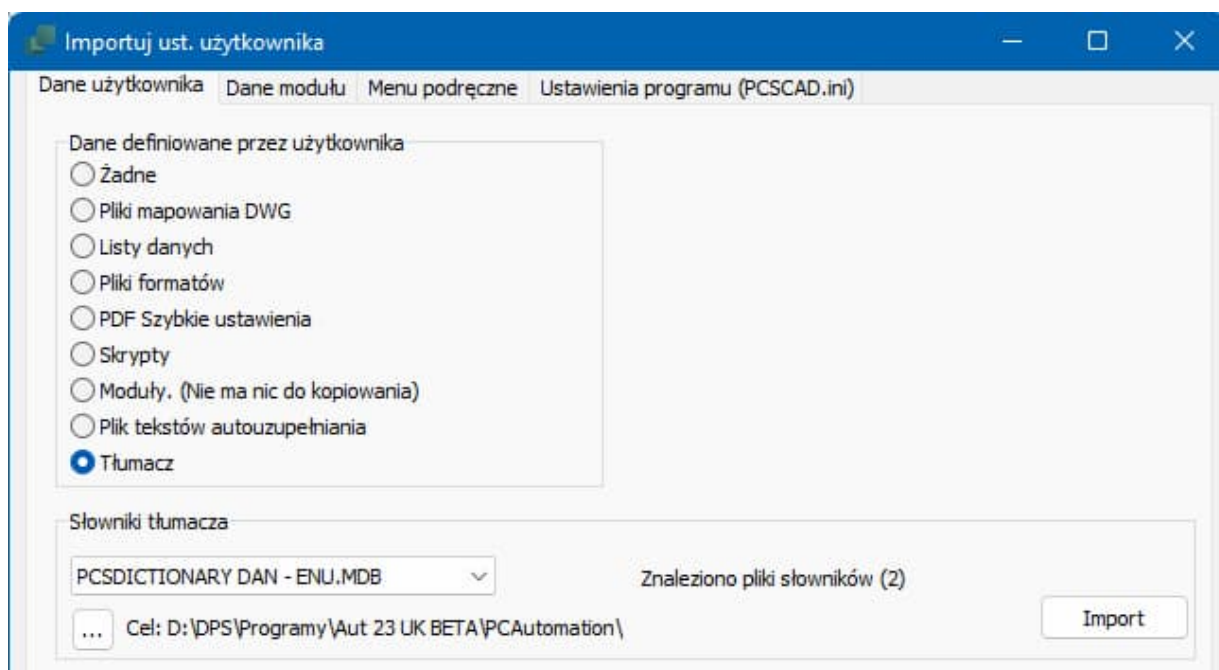 Importuj ust. użytkownika
Dane użytkownika Dane modułu Menu podręczne Ustawienia programu (PCSCAD.ini)
Dane definiowane przez użytkownika
Żadne
Pliki mapowania DWG
Listy danych
Pliki formatów
PDF Szybkie ustawienia
Skrypty
Moduły. (Nie ma nic do kopiowania)
Plik tekstów autouzupełniania
Tłumacz
Słowniki tłumacza
PCSDICTIONARY DAN - ENU.MDB Znaleziono pliki słowników (2)
... Cel: D:\DPS\Programy\Aut 23 UK BETA\PCAutomation\ Import